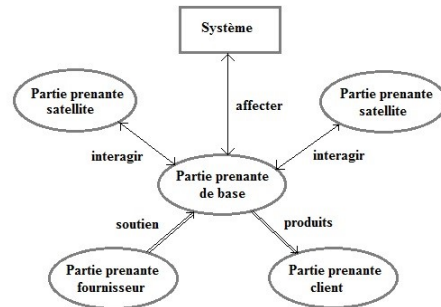 Système
Partie prenante
satellite
affecter
Partie prenante
satellite
interagir
interagir
Partie prenante
de base
soutien
produits
Partie prenante
fournisseur
Partie prenante
client